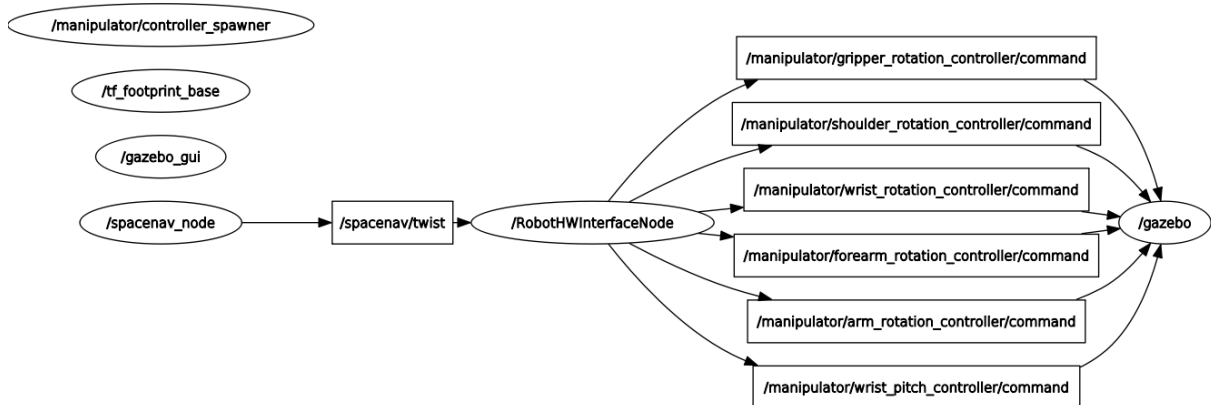 /manipulator/controller_spawner
/tf_footprint_base
/gazebo_gui
/spacenav_node
/spacenav/twist
/RobotHWInterfaceNode
/manipulator/gripper_rotation_controller/command
/manipulator/shoulder_rotation_controller/command
/manipulator/wrist_rotation_controller/command
/manipulator/forearm_rotation_controller/command
/manipulator/arm_rotation_controller/command
/manipulator/wrist_pitch_controller/command
/gazebo